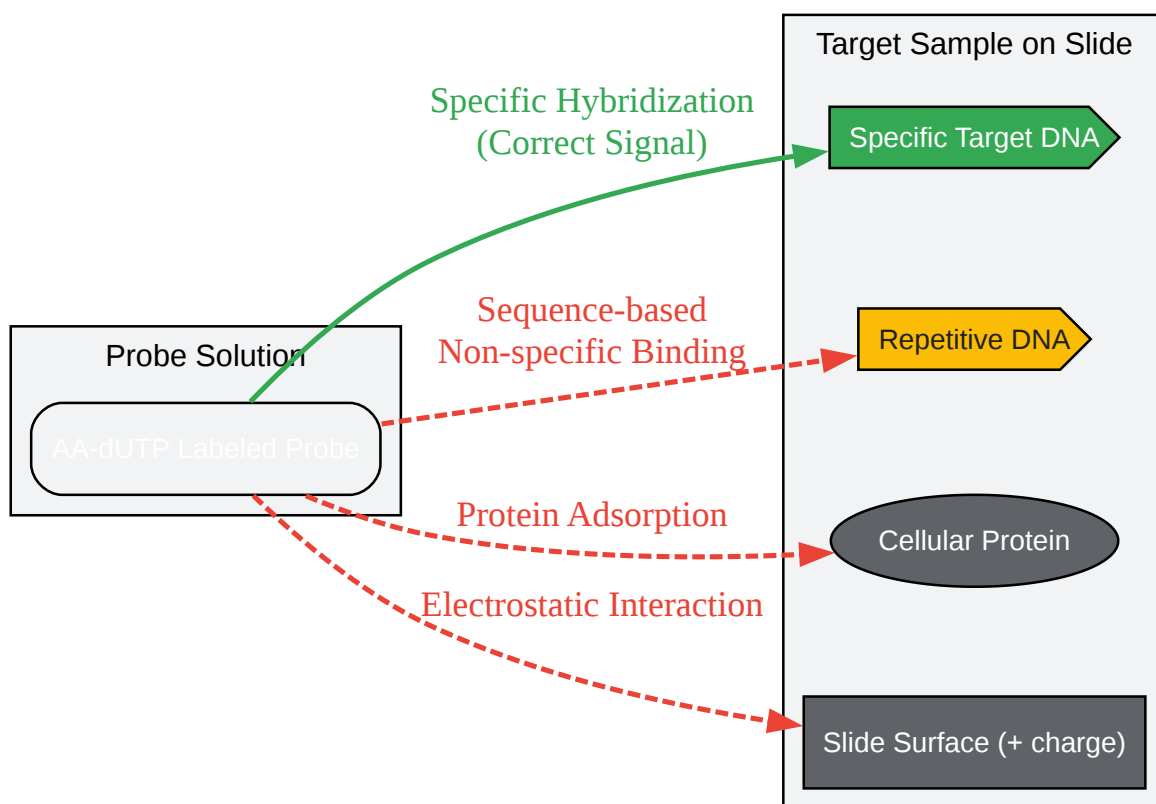 Target Sample on Slide
Specific Hybridization
(Correct Signal)
Specific Target DNA
Sequence-based
Non-specific Binding
Repetitive DNA
Probe Solution
AA-dUTP Labeled Probe
Protein Adsorption
Cellular Protein
Electrostatic Interaction
Slide Surface (+ charge)